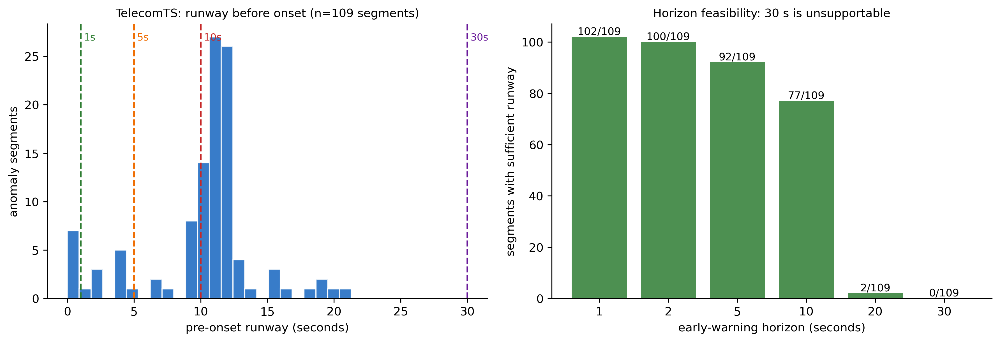 TelecomTS: runway before onset (n=109 segments)
anomaly segments
25
20
15
10
5
0
1s
5s
10s
30s
0 5 10 15 20 25 30
pre-onset runway (seconds)
Horizon feasibility: 30 s is unsupportable
segments with sufficient runway
100
80
60
40
20
0
102/109
100/109
92/109
77/109
2/109
0/109
1 2 5 10 20 30
early-warning horizon (seconds)